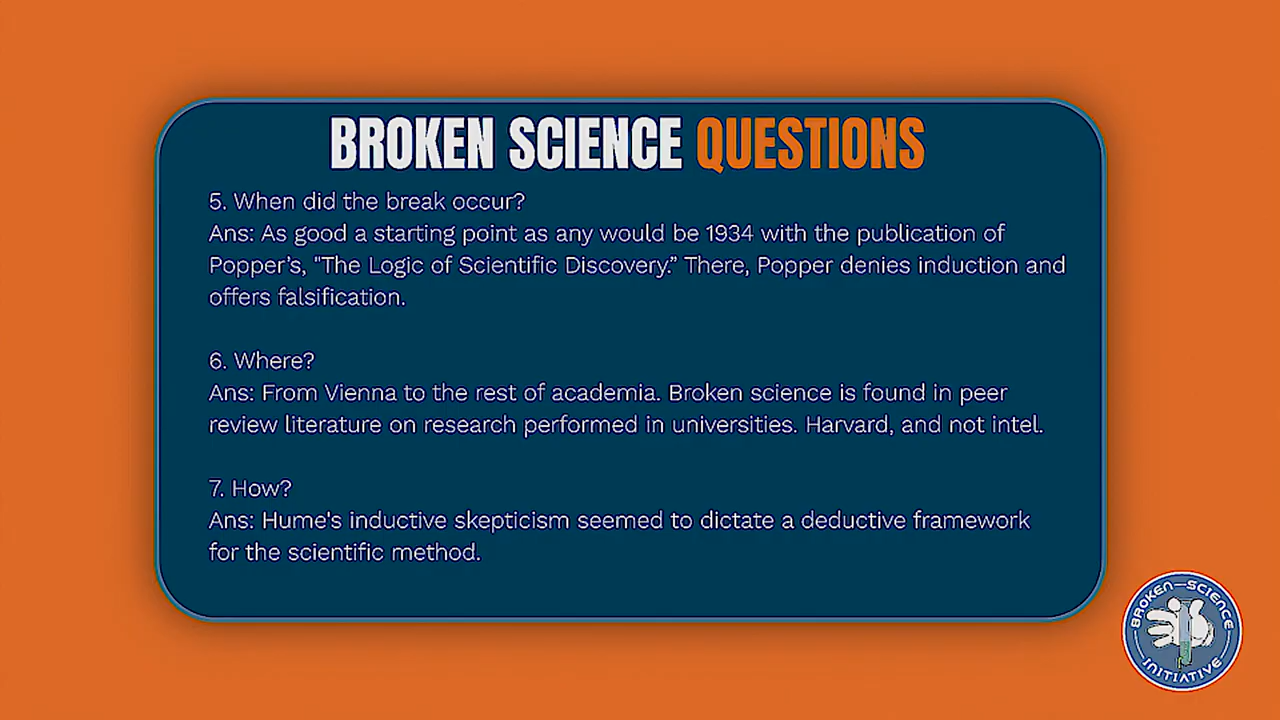 BROKEN SCIENCE QUESTIONS
5. When did the break occur?
Ans: As good a starting point as any would be 1934 with the publication of
Popper's, "The Logic of Scientific Discovery." There, Popper denies induction and
offers falsification.
6. Where?
Ans: From Vienna to the rest of academia. Broken science is found in peer
review literature on research performed in universities. Harvard, and not intel.
7. How?
Ans: Hume's inductive skepticism seemed to dictate a deductive framework
for the scientific method.
BROKEN-SCIENCE
INITIATIVE